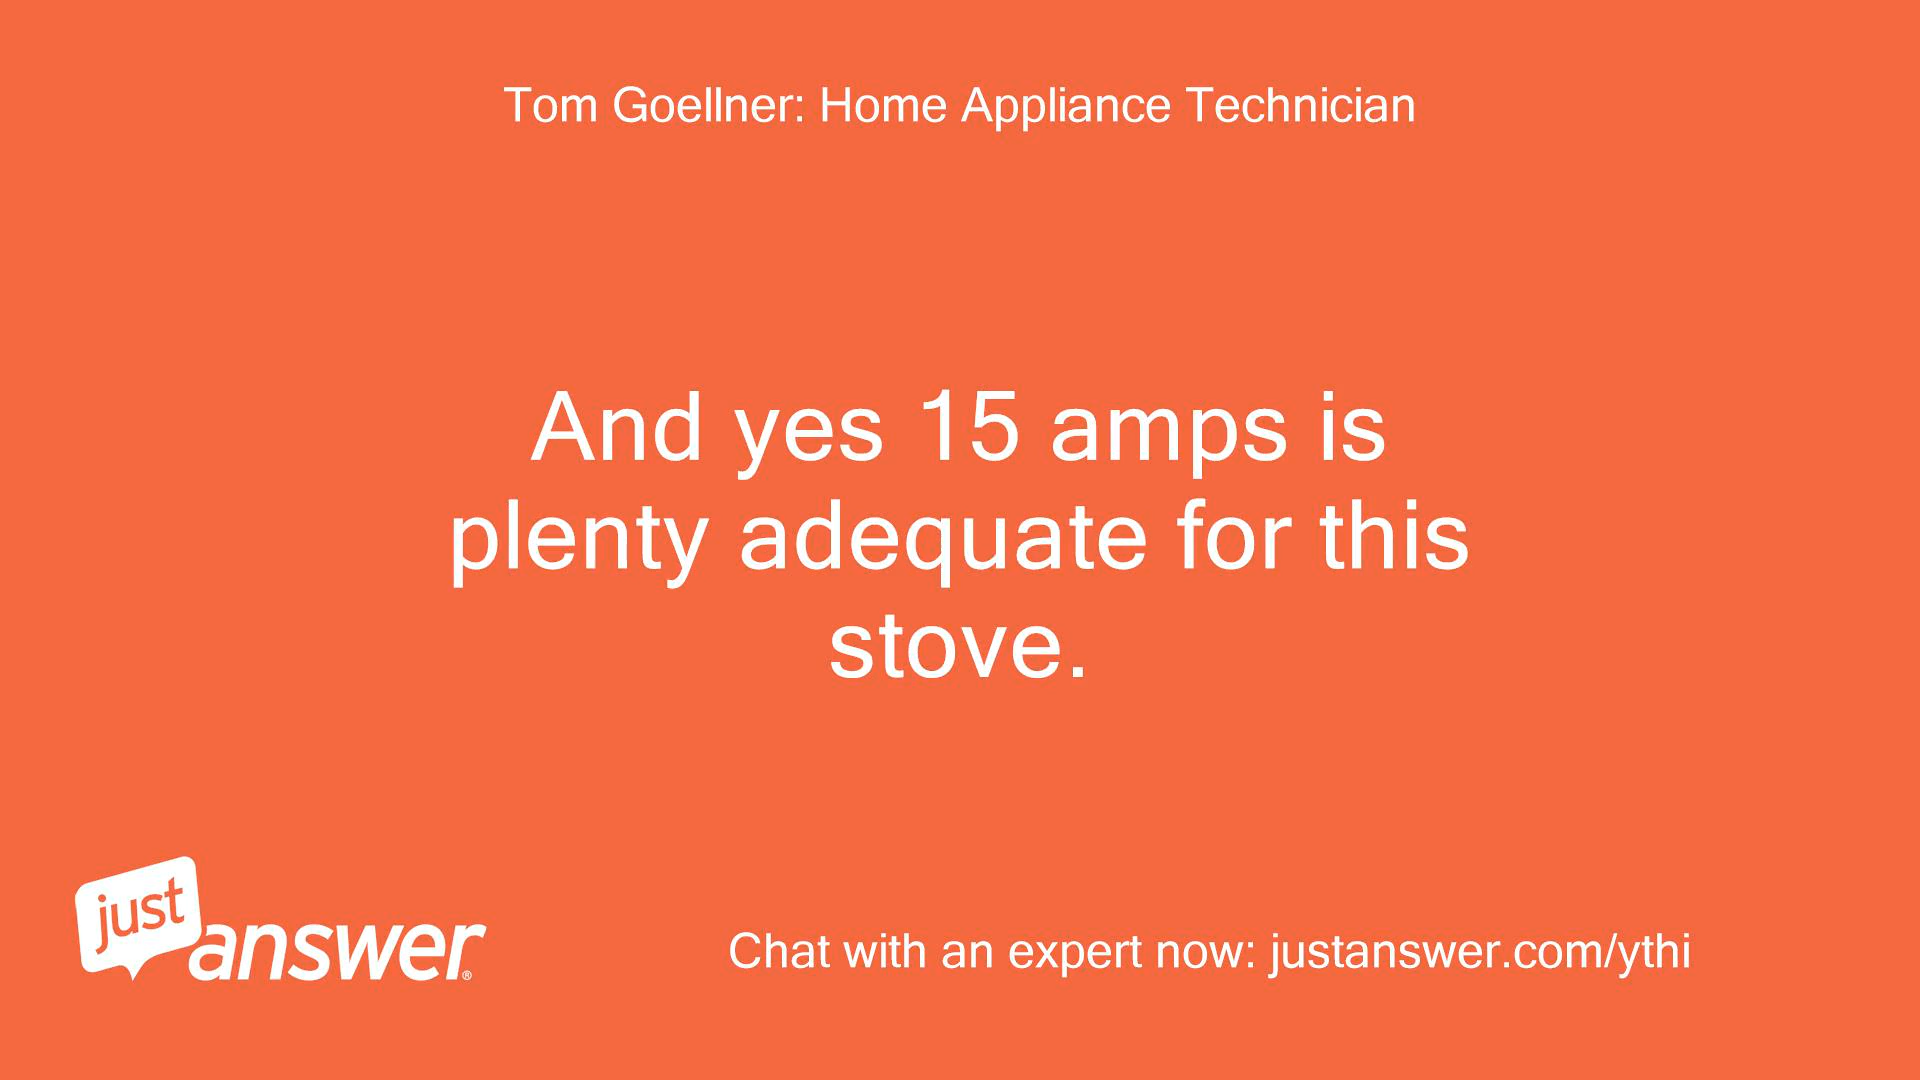 Tom Goellner: Home Appliance Technician
And yes 15 amps is
plenty adequate for this
stove.
just
answer®
Chat with an expert now: justanswer.com/ythi